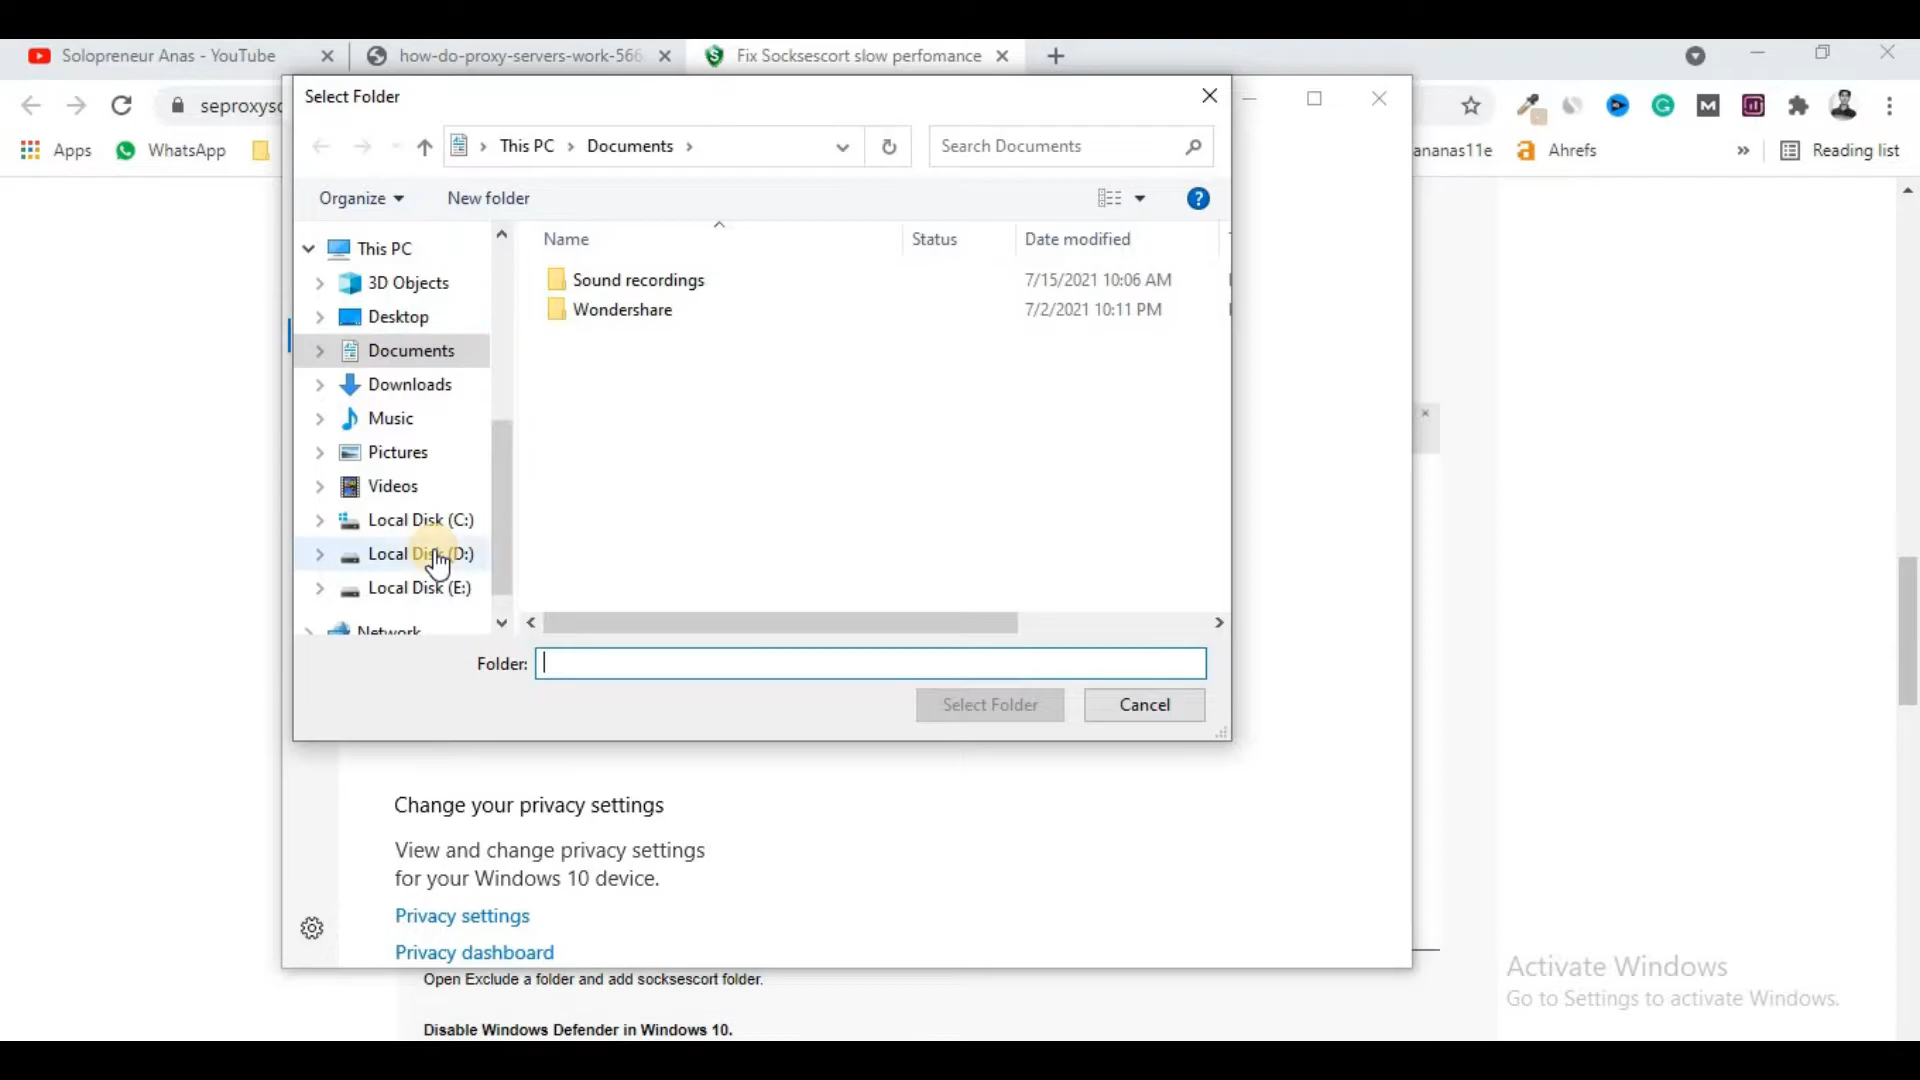 Solopreneur Anas - YouTube
how-do-proxy-servers-work-566
Fix Socksescort slow perfomance
Select Folder
seproxysc
This PC > Documents >
Search Documents
Apps
WhatsApp
ananas11e
Ahrefs
Reading list
Organize
New folder
Name
Status
Date modified
This PC
3D Objects
Desktop
Documents
Downloads
Music
Pictures
Videos
Local Disk (C:)
Local Disk (D:)
Local Disk (E:)
Network
Sound recordings
7/15/2021 10:06 AM
Wondershare
7/2/2021 10:11 PM
Folder:
Select Folder
Cancel
Change your privacy settings
View and change privacy settings
for your Windows 10 device.
Privacy settings
Privacy dashboard
Open Exclude a folder and add socksescort folder.
Disable Windows Defender in Windows 10.
Activate Windows
Go to Settings to activate Windows.